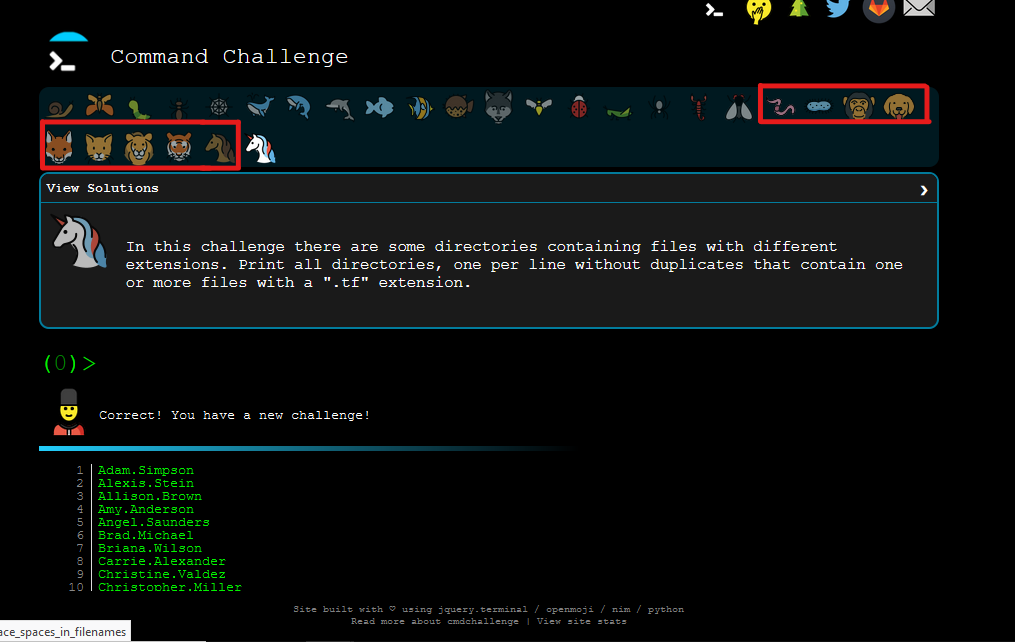 Command Challenge
View Solutions
In this challenge there are some directories containing files with different
extensions. Print all directories, one per line without duplicates that contain one
or more files with a ".tf" extension.
(0)>
Correct! You have a new challenge!
1 Adam.Simpson
2 Alexis.Stein
3 Allison.Brown
4 Amy.Anderson
5 Angel.Saunders
6 Brad.Michael
7 Briana.Wilson
8 Carrie.Alexander
9 Christine.Valdez
10 Christopher.Miller
Site built with ♡ using jquery.terminal / openmoji / nim / python
Read more about cmdchallenge | View site stats
ace_spaces_in_filenames